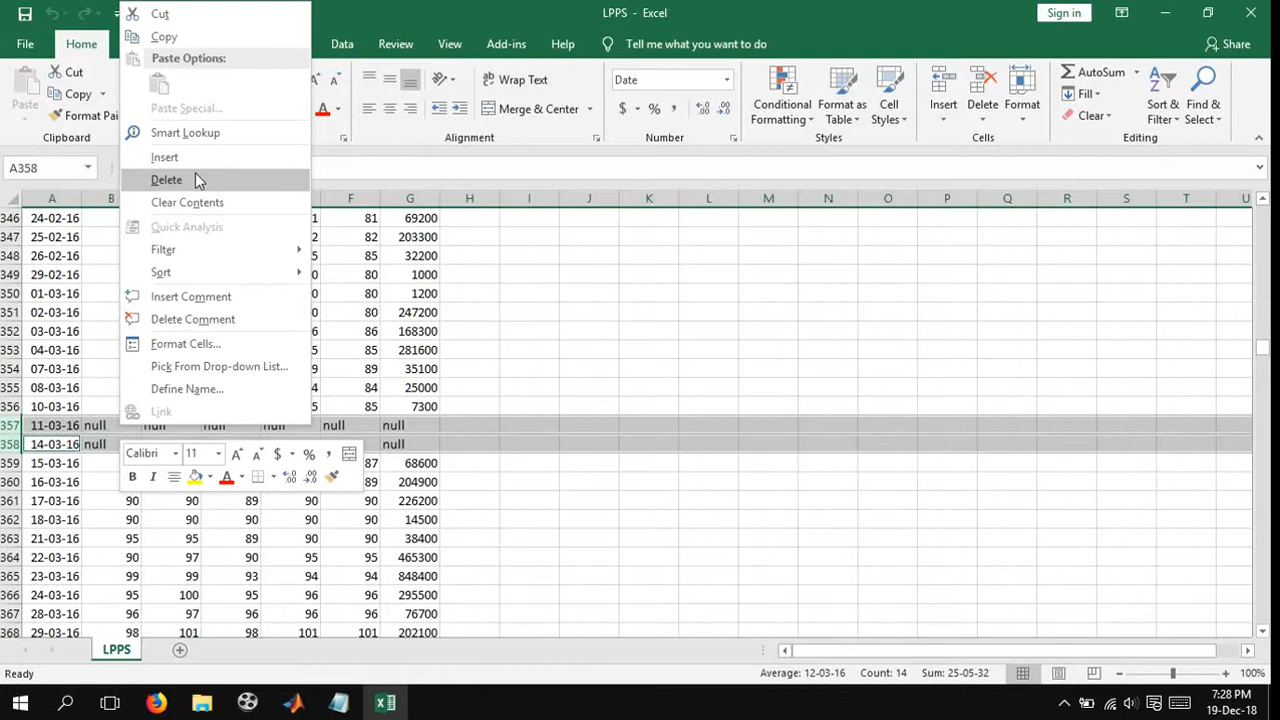 LPPS - Excel
Sign in
File
Home
Data
Review
View
Add-ins
Help
Tell me what you want to do
Share
Cut
Copy
Paste Options:
Paste Special...
Smart Lookup
Insert
Delete
Clear Contents
Quick Analysis
Filter
Sort
Insert Comment
Delete Comment
Format Cells...
Pick From Drop-down List...
Define Name...
Link
Paste
Cut
Copy
Format Pai
Clipboard
Wrap Text
Merge & Center
Alignment
Date
$ % ,
Number
Conditional
Formatting
Format as
Table
Cell
Styles
Styles
Insert
Delete
Format
Cells
AutoSum
Fill
Clear
Sort &
Filter
Find &
Select
Editing
A358
A B F G H I J K L M N O P Q R S T U
346 24-02-16 1 81 69200
347 25-02-16 2 82 203300
348 26-02-16 5 85 32200
349 29-02-16 0 80 1000
350 01-03-16 0 80 1200
351 02-03-16 0 80 247200
352 03-03-16 6 86 168300
353 04-03-16 5 85 281600
354 07-03-16 9 89 35100
355 08-03-16 4 84 25000
356 10-03-16 5 85 7300
357 11-03-16 null null null null null null
358 14-03-16 null null
Calibri 11 A A $ % ,
B I A
359 15-03-16 87 68600
360 16-03-16 89 204900
361 17-03-16 90 90 89 90 90 226200
362 18-03-16 90 90 90 90 90 14500
363 21-03-16 95 95 89 90 90 38400
364 22-03-16 90 97 90 95 95 465300
365 23-03-16 99 99 93 94 94 848400
366 24-03-16 95 100 95 96 96 295500
367 28-03-16 96 97 96 96 96 76700
368 29-03-16 98 101 98 101 101 202100
LPPS
Ready
Average: 12-03-16 Count: 14 Sum: 25-05-32
100%
7:28 PM
19-Dec-18